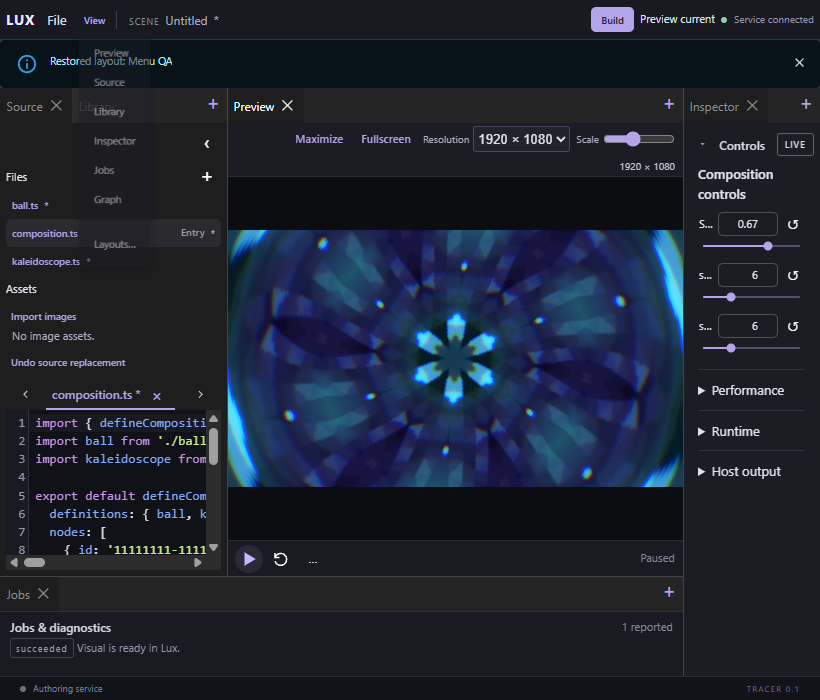 LUX File View SCENE Untitled * Build Preview current Service connected
Restored layout: Menu QA
Preview
Source
Library
Inspector
Jobs
Graph
Layouts...
Source Library + Preview + Inspector +
Files +
ball.ts *
composition.ts Entry *
kaleidoscope.ts *
Assets
Import images
No image assets.
Undo source replacement
composition.ts *
1 import { defineCompositi
2 import ball from './ball
3 import kaleidoscope from
4
5 export default defineCom
6 definitions: { ball, k
7 nodes: [
8 { id: '11111111-1111
Maximize Fullscreen Resolution 1920 × 1080 Scale
1920 × 1080
... Paused
Controls LIVE
Composition
controls
S... 0.67
s... 6
s... 6
Performance
Runtime
Host output
Jobs +
Jobs & diagnostics 1 reported
succeeded Visual is ready in Lux.
Authoring service TRACER 0.1